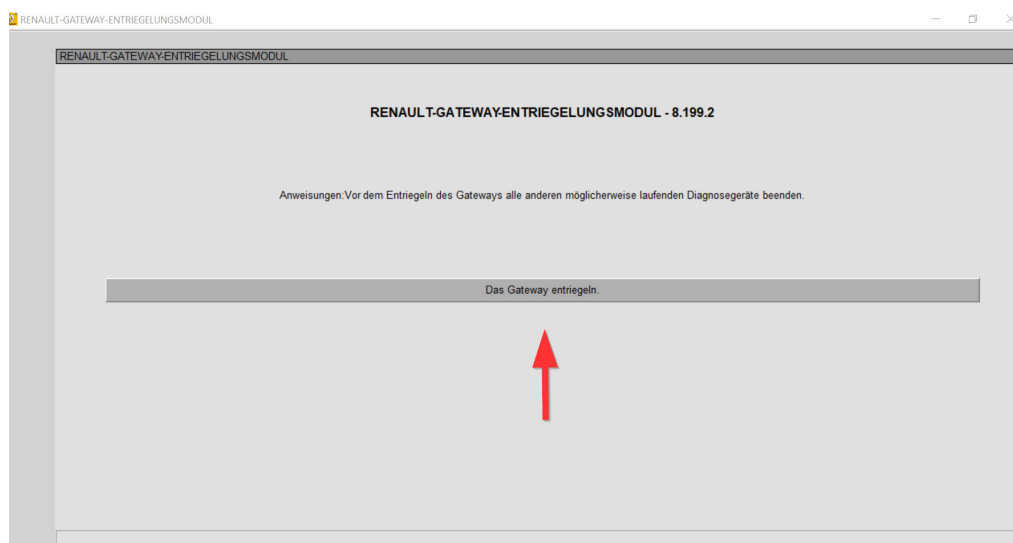 RENAULT-GATEWAY-ENTRIEGELUNGSMODUL
RENAULT-GATEWAY-ENTRIEGELUNGSMODUL
RENAULT-GATEWAY-ENTRIEGELUNGSMODUL - 8.199.2
Anweisungen:Vor dem Entriegeln des Gateways alle anderen möglicherweise laufenden Diagnosegeräte beenden.
Das Gateway entriegeln.